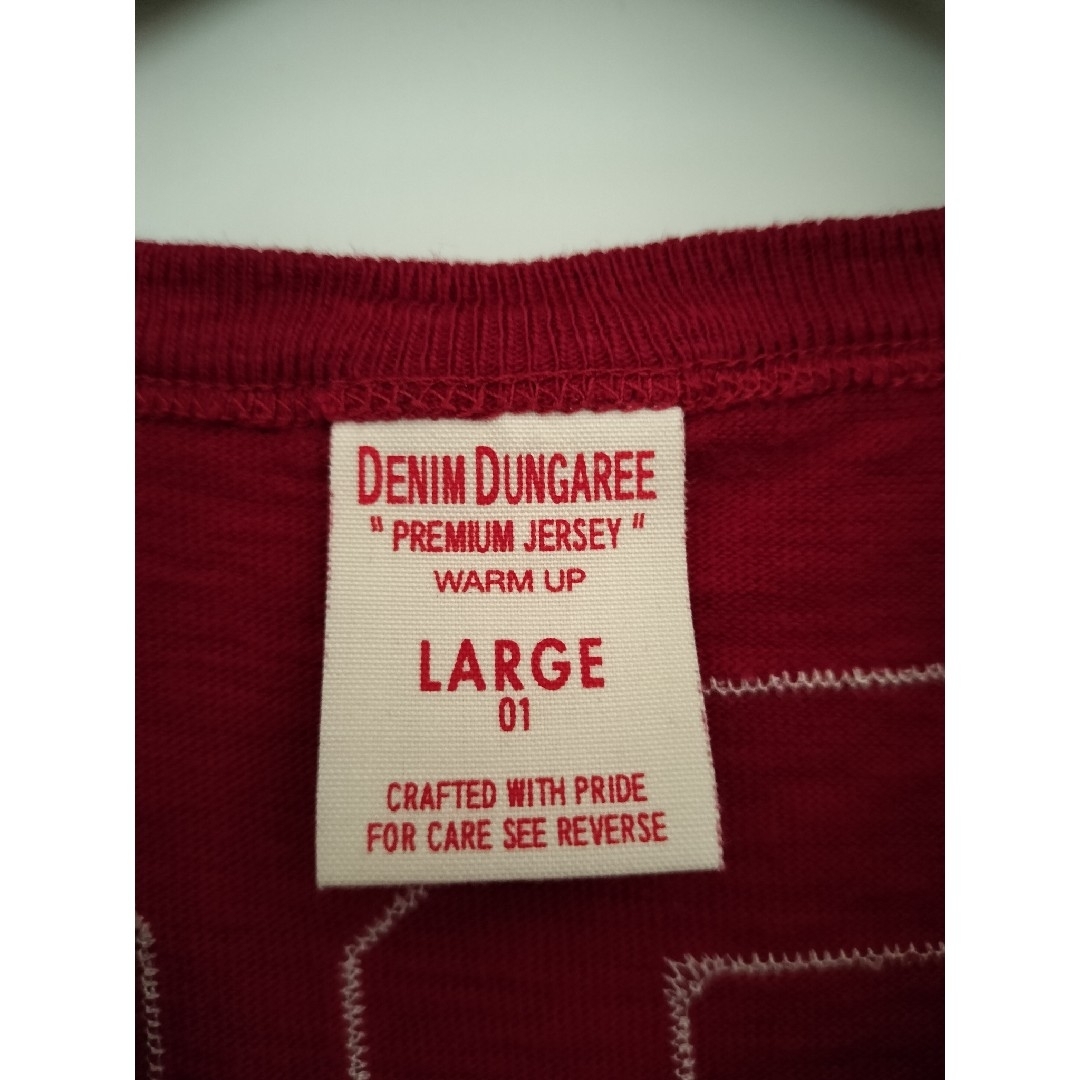 DENIM DUNGAREE
" PREMIUM JERSEY "
WARM UP
LARGE
01
CRAFTED WITH PRIDE
FOR CARE SEE REVERSE